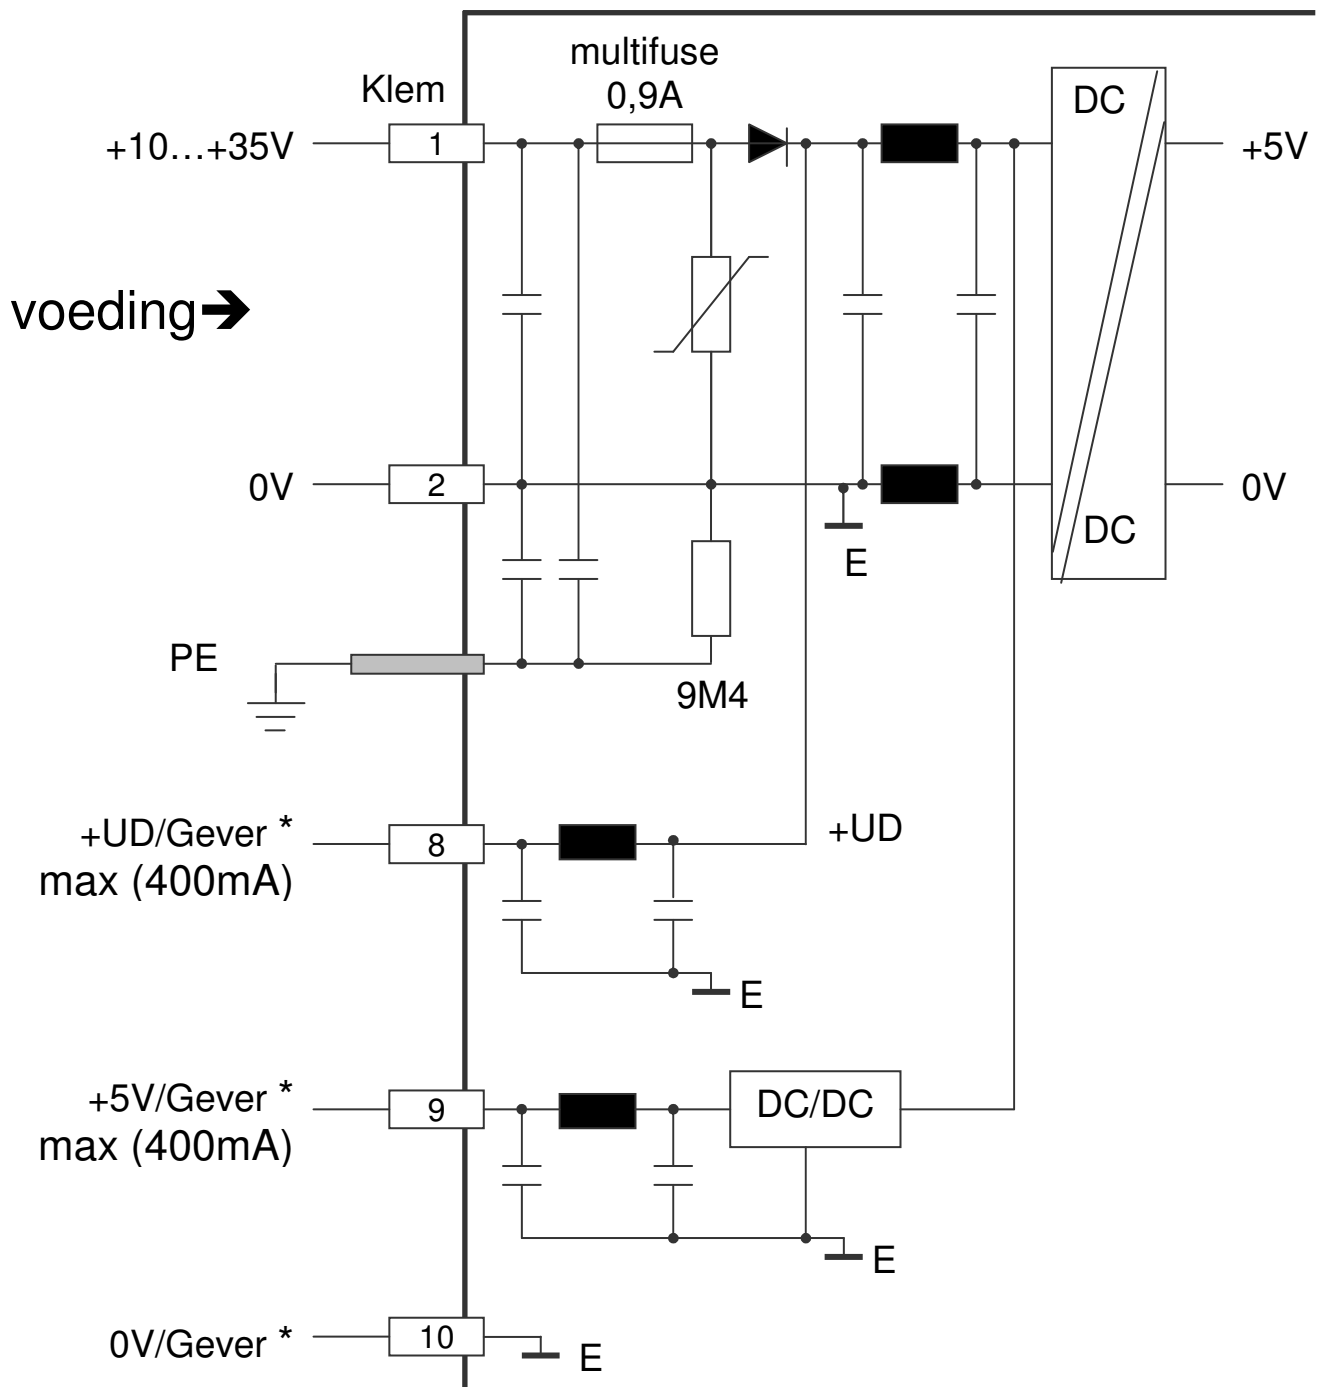 multifuse
0,9A
Klem
+10...+35V
1
DC
+5V
voeding➔
0V
2
0V
DC
E
PE
9M4
+UD/Gever *
max (400mA)
8
+UD
E
+5V/Gever *
max (400mA)
9
DC/DC
E
0V/Gever *
10
E